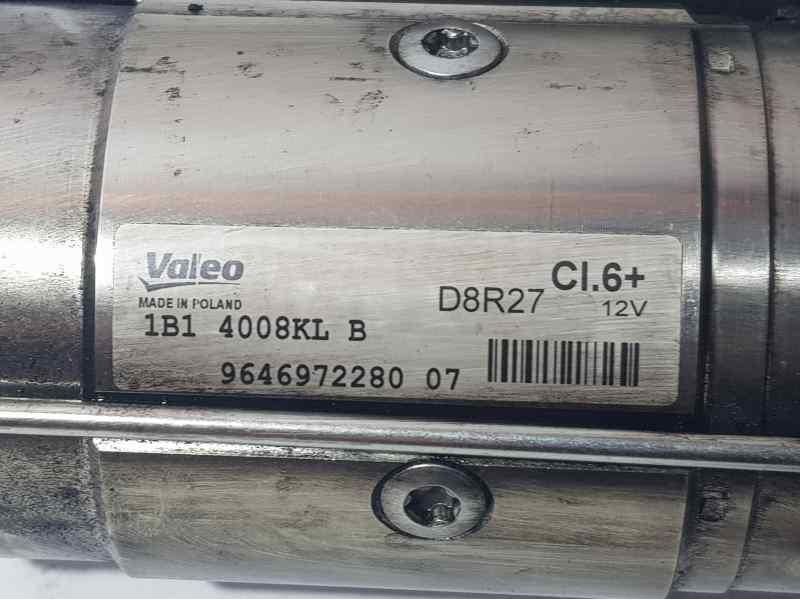 Valeo
MADE IN POLAND
D8R27 Cl.6+
12V
1B1 4008KL B
9646972280 07